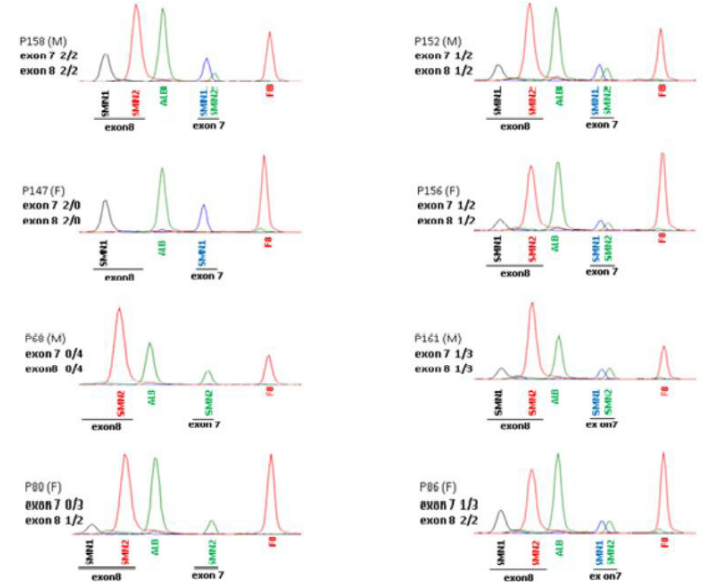 P158 (M)
exon 7 2/2
exon 8 2/2
SMN1
SMN2
ALB
SMN1
SMN2
F8
exon8
exon 7
P152 (M)
exon 7 1/2
exon 8 1/2
SMN1
SMN2
ALB
SMN1
SMN2
F8
exon8
exon 7
P147 (F)
exon 7 2/0
exon 8 2/0
SMN1
ALB
SMN1
F8
exon8
exon 7
P156 (F)
exon 7 1/2
exon 8 1/2
SMN1
SMN2
ALB
SMN1
SMN2
F8
exon8
exon 7
P68 (M)
exon 7 0/4
exon8 0/4
SMN2
ALB
SMN2
F8
exon8
exon 7
P161 (M)
exon 7 1/3
exon 8 1/3
SMN1
SMN2
ALB
SMN1
SMN2
F8
exon8
ex on7
P80 (F)
exon 7 0/3
exon 8 1/2
SMN1
SMN2
ALB
SMN2
F8
exon8
exon 7
P86 (F)
exon 7 1/3
exon 8 2/2
SMN1
SMN2
ALB
SMN1
SMN2
F8
exon8
ex on7